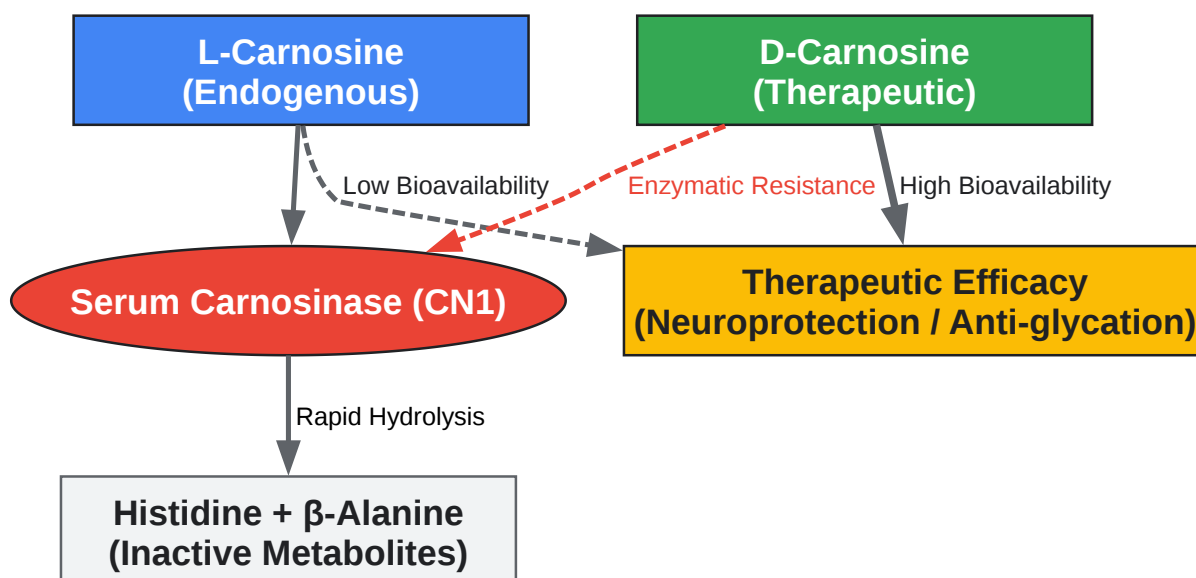 L-Carnosine
(Endogenous)
D-Carnosine
(Therapeutic)
Low Bioavailability
Enzymatic Resistance
High Bioavailability
Serum Carnosinase (CN1)
Therapeutic Efficacy
(Neuroprotection / Anti-glycation)
Rapid Hydrolysis
Histidine + β-Alanine
(Inactive Metabolites)